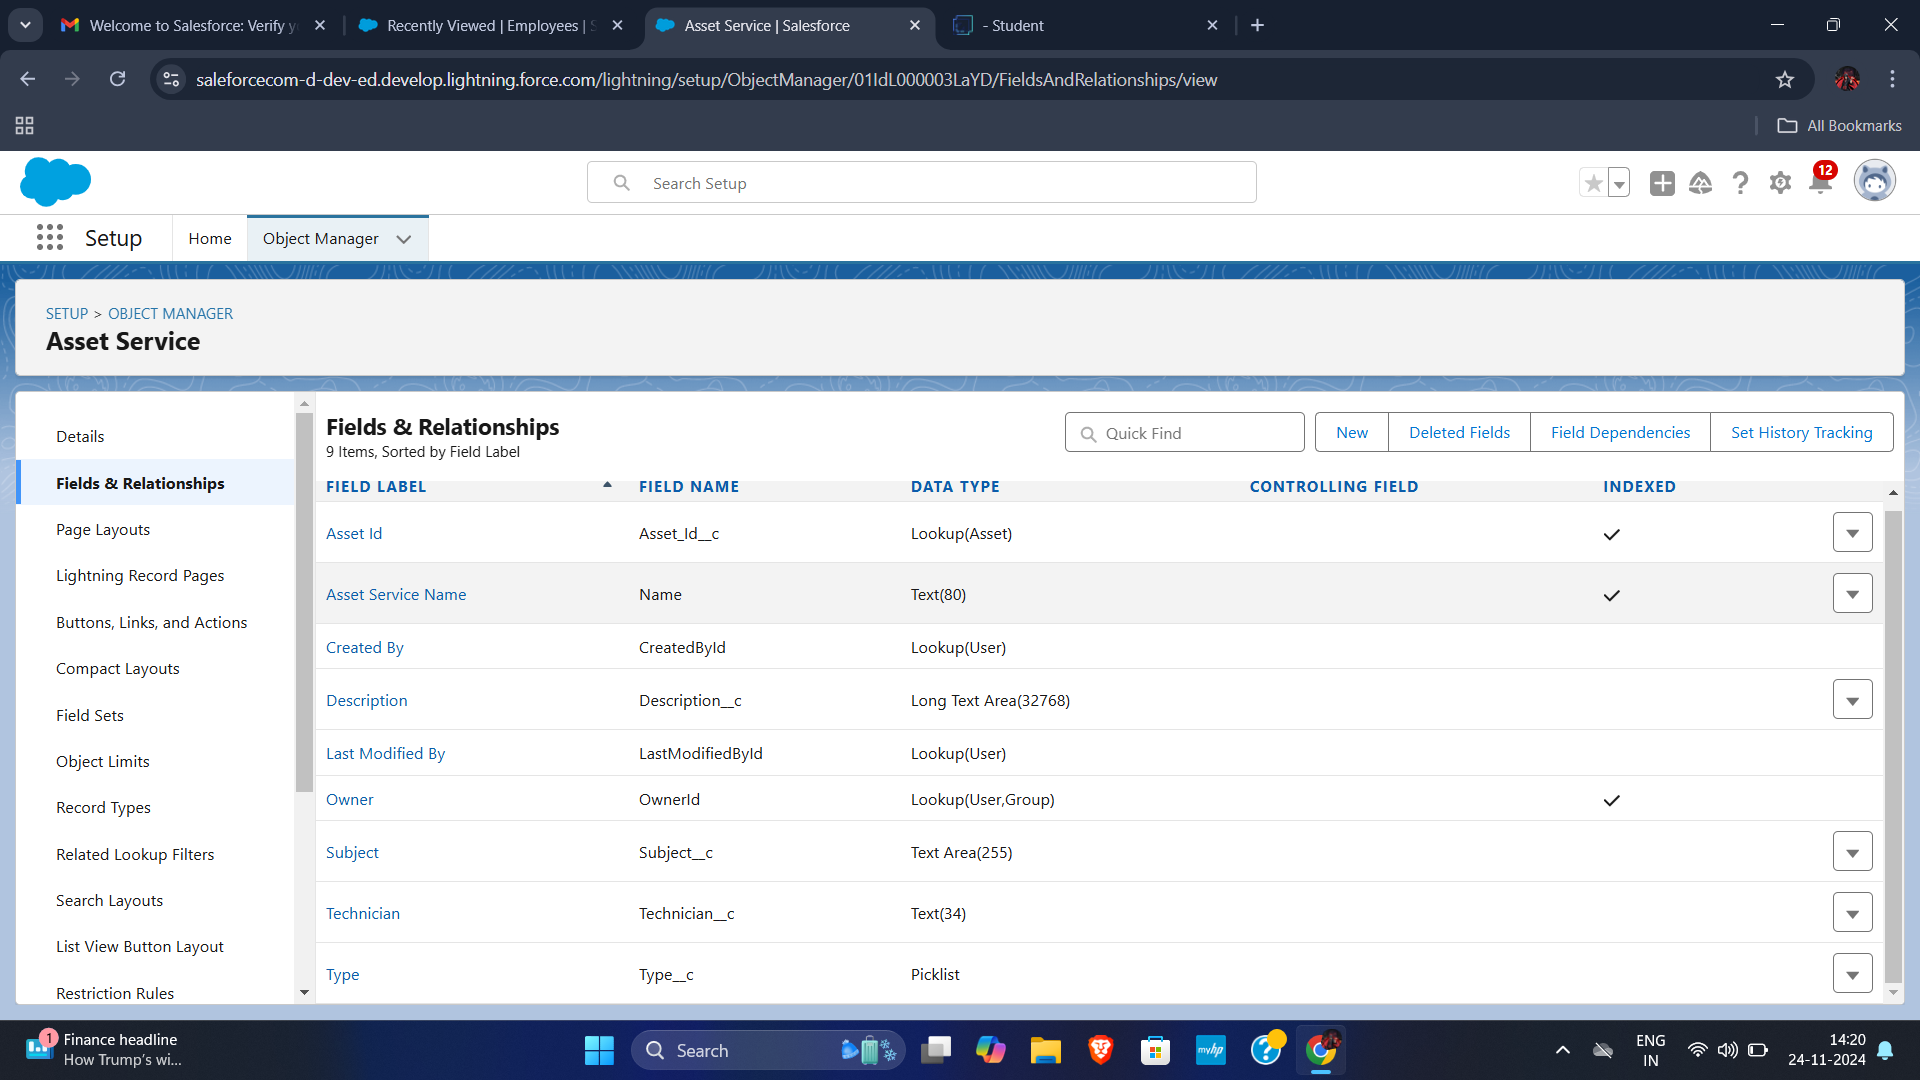 Welcome to Salesforce: Verify y
Recently Viewed | Employees | S
Asset Service | Salesforce
- Student
saleforcecom-d-dev-ed.develop.lightning.force.com/lightning/setup/ObjectManager/01IdL000003LaYD/FieldsAndRelationships/view
All Bookmarks
Search Setup
12
Setup
Home
Object Manager
SETUP > OBJECT MANAGER
Asset Service
Details
Fields & Relationships
Page Layouts
Lightning Record Pages
Buttons, Links, and Actions
Compact Layouts
Field Sets
Object Limits
Record Types
Related Lookup Filters
Search Layouts
List View Button Layout
Restriction Rules
Fields & Relationships
9 Items, Sorted by Field Label
Quick Find
New
Deleted Fields
Field Dependencies
Set History Tracking
FIELD LABEL FIELD NAME DATA TYPE CONTROLLING FIELD INDEXED
Asset Id Asset_Id__c Lookup(Asset)
Asset Service Name Name Text(80)
Created By CreatedById Lookup(User)
Description Description__c Long Text Area(32768)
Last Modified By LastModifiedById Lookup(User)
Owner OwnerId Lookup(User,Group)
Subject Subject__c Text Area(255)
Technician Technician__c Text(34)
Type Type__c Picklist
1
Finance headline
How Trump's wi...
Search
myhp
ENG
IN
14:20
24-11-2024